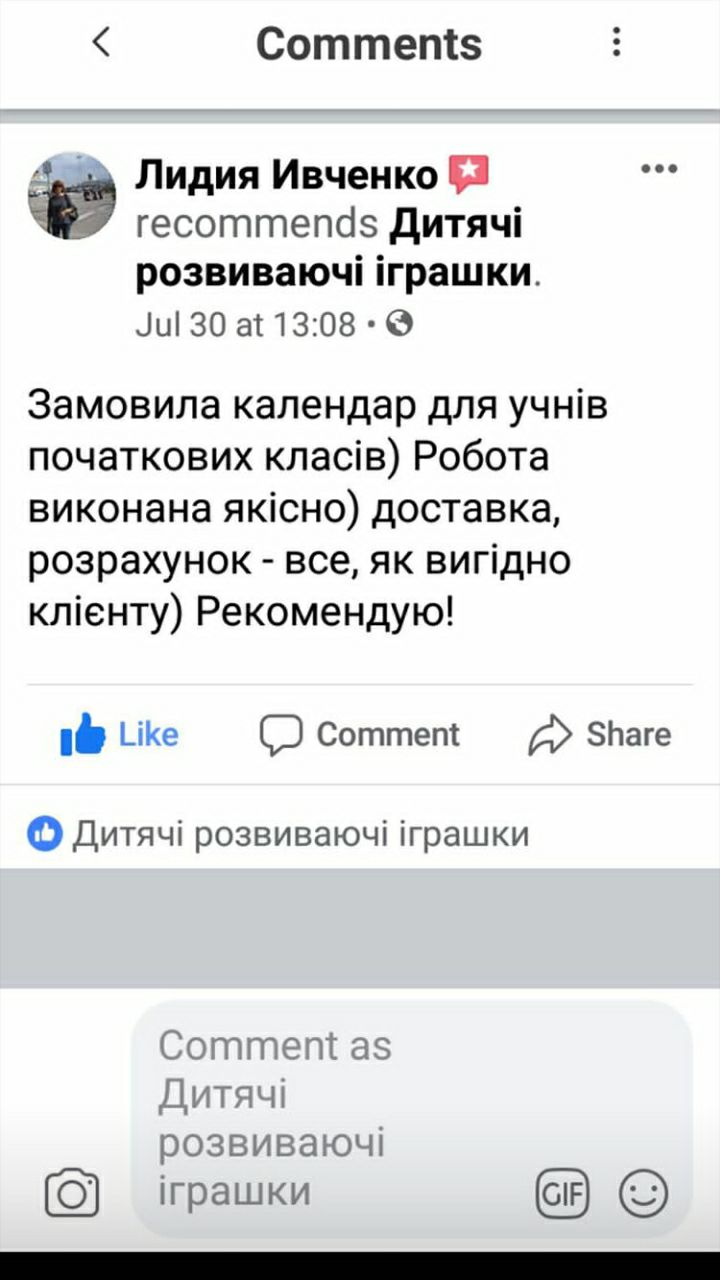 Comments
Лидия Ивченко
recommends Дитячі
розвиваючі іграшки.
Jul 30 at 13:08 •
Замовила календар для учнів
початкових класів) Робота
виконана якісно) доставка,
розрахунок - все, як вигідно
клієнту) Рекомендую!
Like Comment Share
Дитячі розвиваючі іграшки
Comment as
Дитячі
розвиваючі
іграшки
GIF